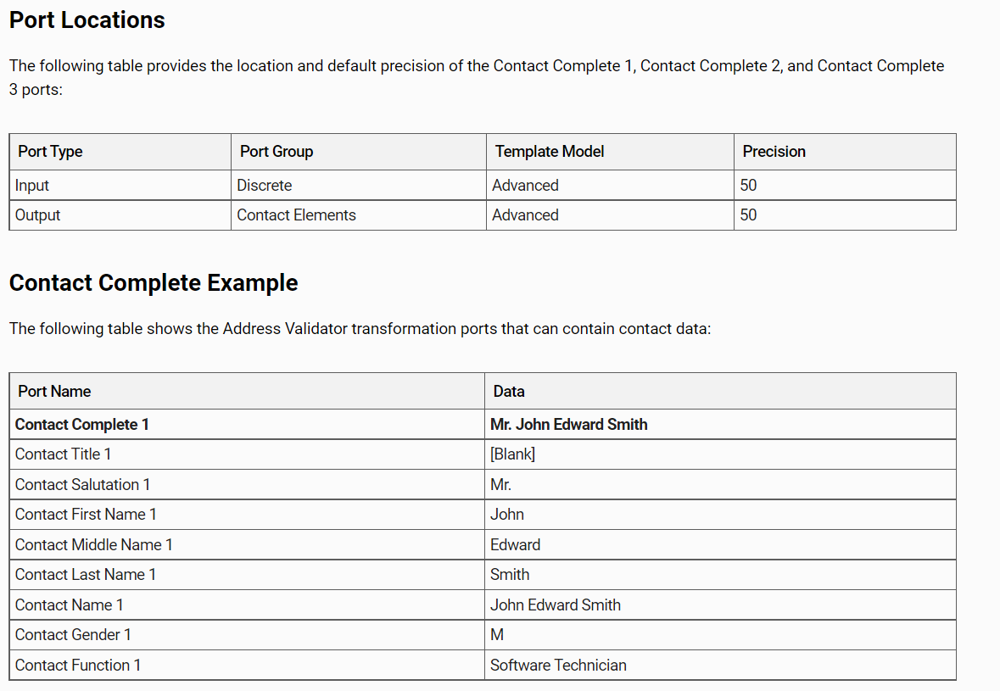 Port Locations
The following table provides the location and default precision of the Contact Complete 1, Contact Complete 2, and Contact Complete
3 ports:
Port Type Port Group Template Model Precision
Input Discrete Advanced 50
Output Contact Elements Advanced 50
Contact Complete Example
The following table shows the Address Validator transformation ports that can contain contact data:
Port Name Data
Contact Complete 1 Mr. John Edward Smith
Contact Title 1 [Blank]
Contact Salutation 1 Mr.
Contact First Name 1 John
Contact Middle Name 1 Edward
Contact Last Name 1 Smith
Contact Name 1 John Edward Smith
Contact Gender 1 M
Contact Function 1 Software Technician